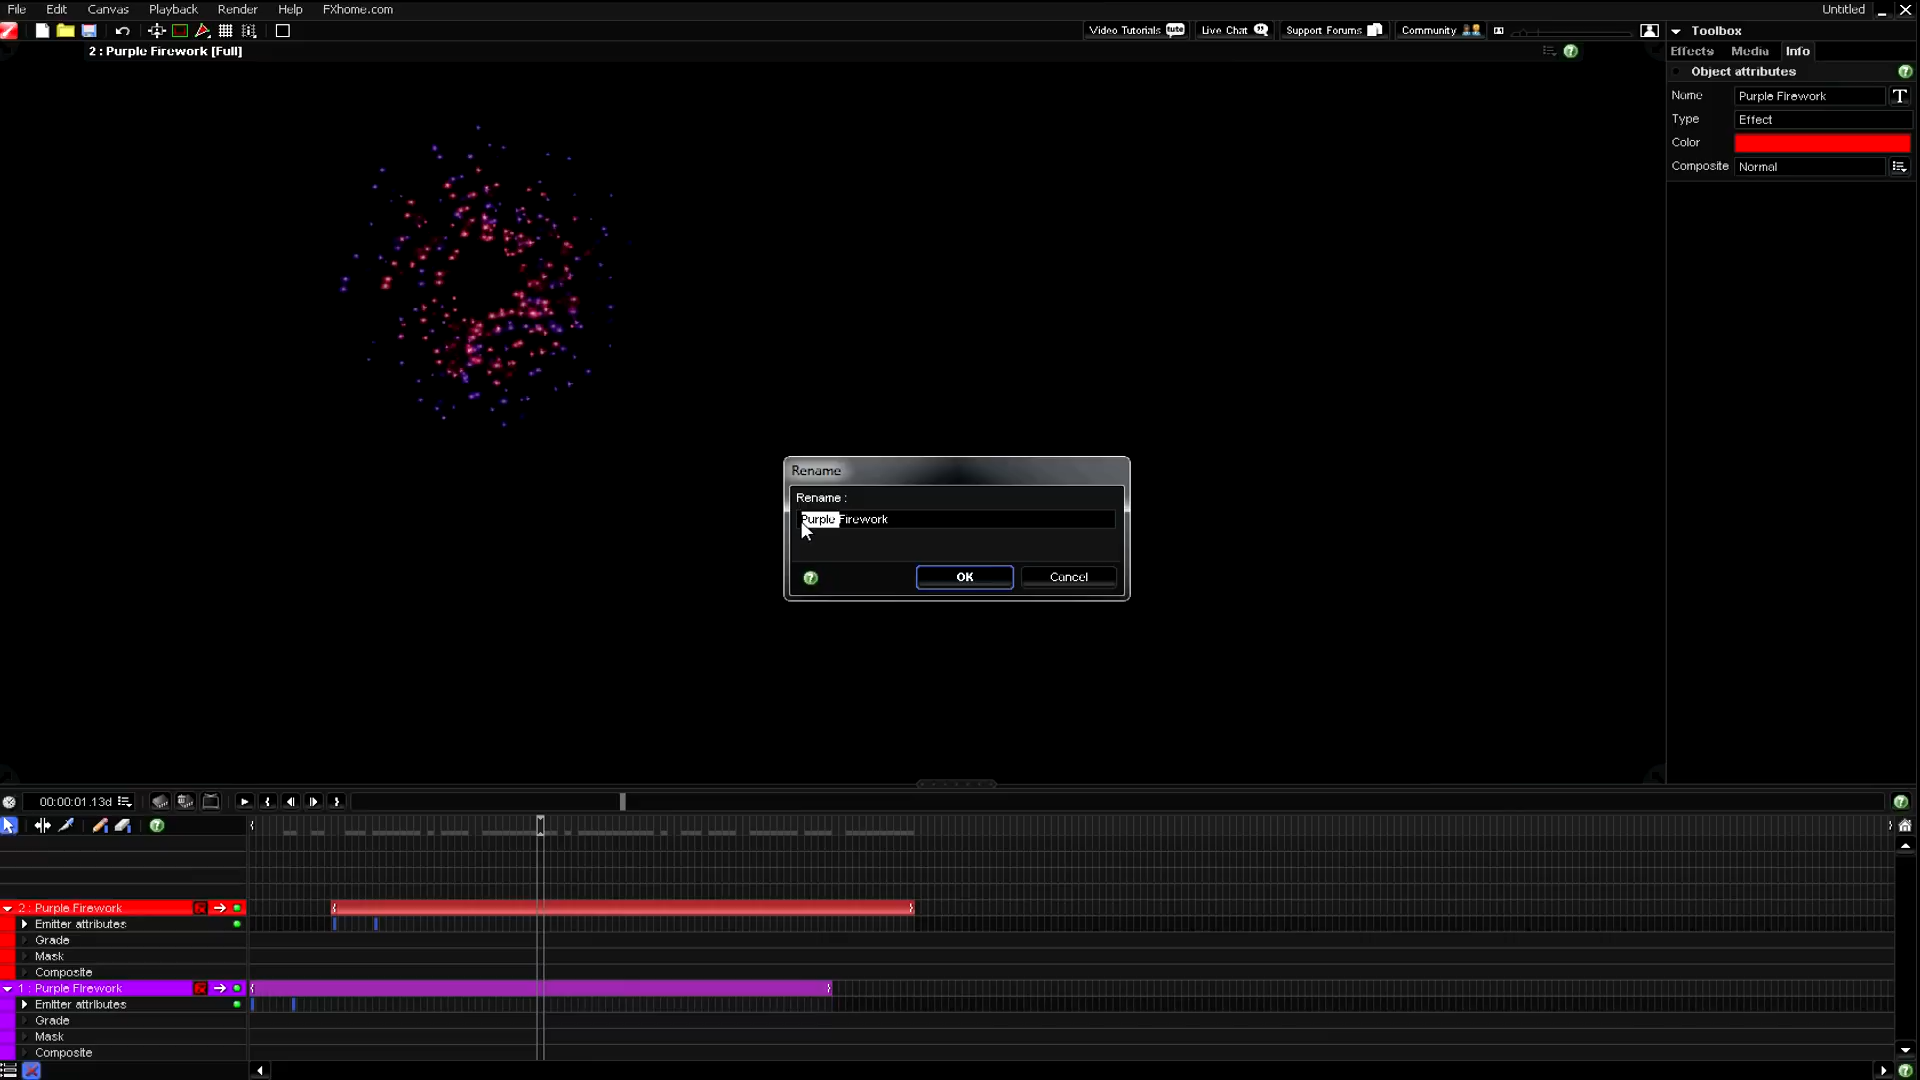 File Edit Canvas Playback Render Help FXhome.com Untitled
Video Tutorials tute Live Chat Support Forums Community Toolbox
2 : Purple Firework [Full]
Effects Media Info
Object attributes
Name Purple Firework T
Type Effect
Color
Composite Normal
Rename
Rename :
Purple Firework
OK Cancel
00:00:01.13d
2 : Purple Firework
Emitter attributes
Grade
Mask
Composite
1 : Purple Firework
Emitter attributes
Grade
Mask
Composite